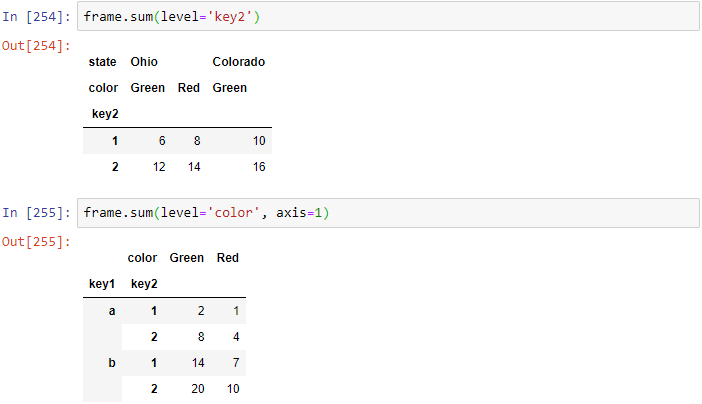 In [254]: frame.sum(level='key2')
Out[254]:
state Ohio Colorado
color Green Red Green
key2
1 6 8 10
2 12 14 16
In [255]: frame.sum(level='color', axis=1)
Out[255]:
color Green Red
key1 key2
a 1 2 1
2 8 4
b 1 14 7
2 20 10